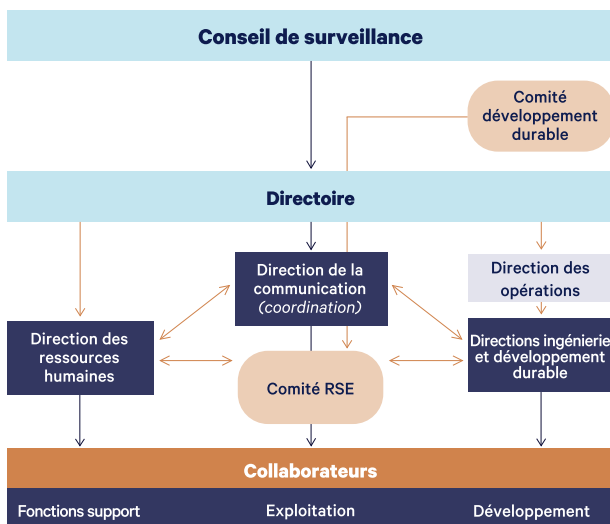 Conseil de surveillance
Comité
développement
durable
Directoire
Direction de la
communication
(coordination)
Direction des
opérations
Direction des
ressources
humaines
Comité RSE
Directions ingénierie
et développement
durable
Collaborateurs
Fonctions support
Exploitation
Développement